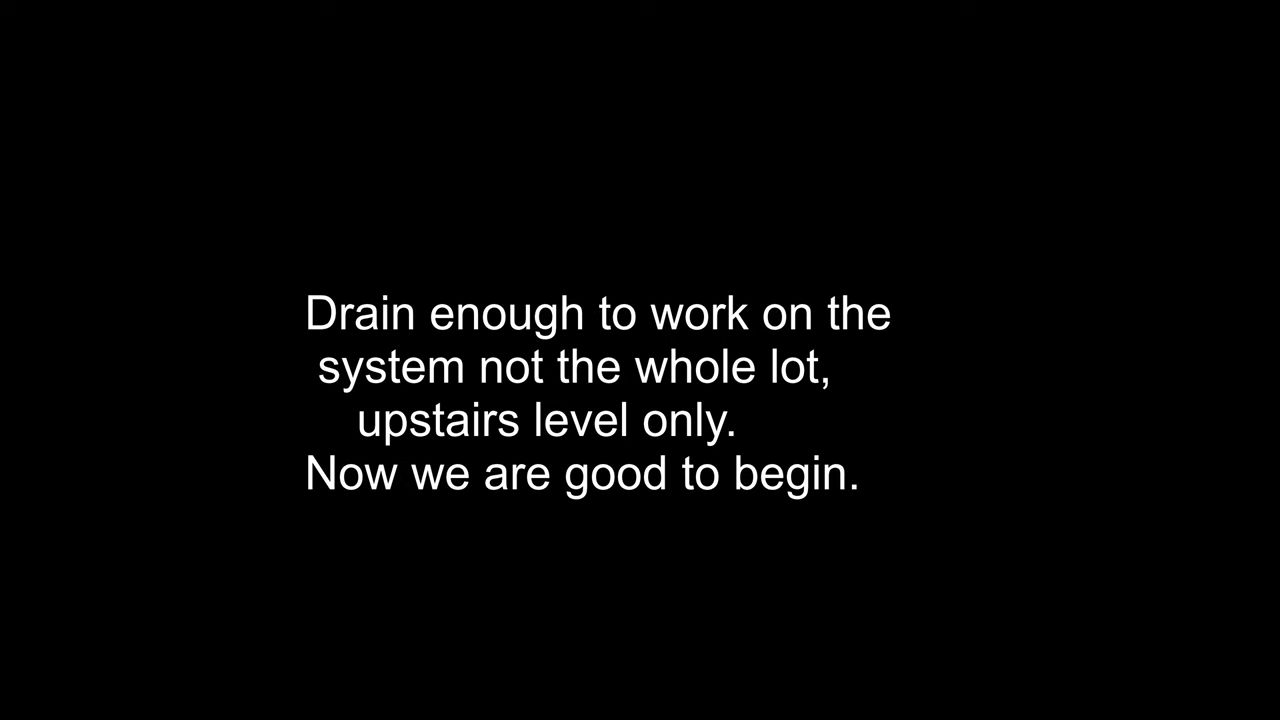 Drain enough to work on the
system not the whole lot,
upstairs level only.
Now we are good to begin.